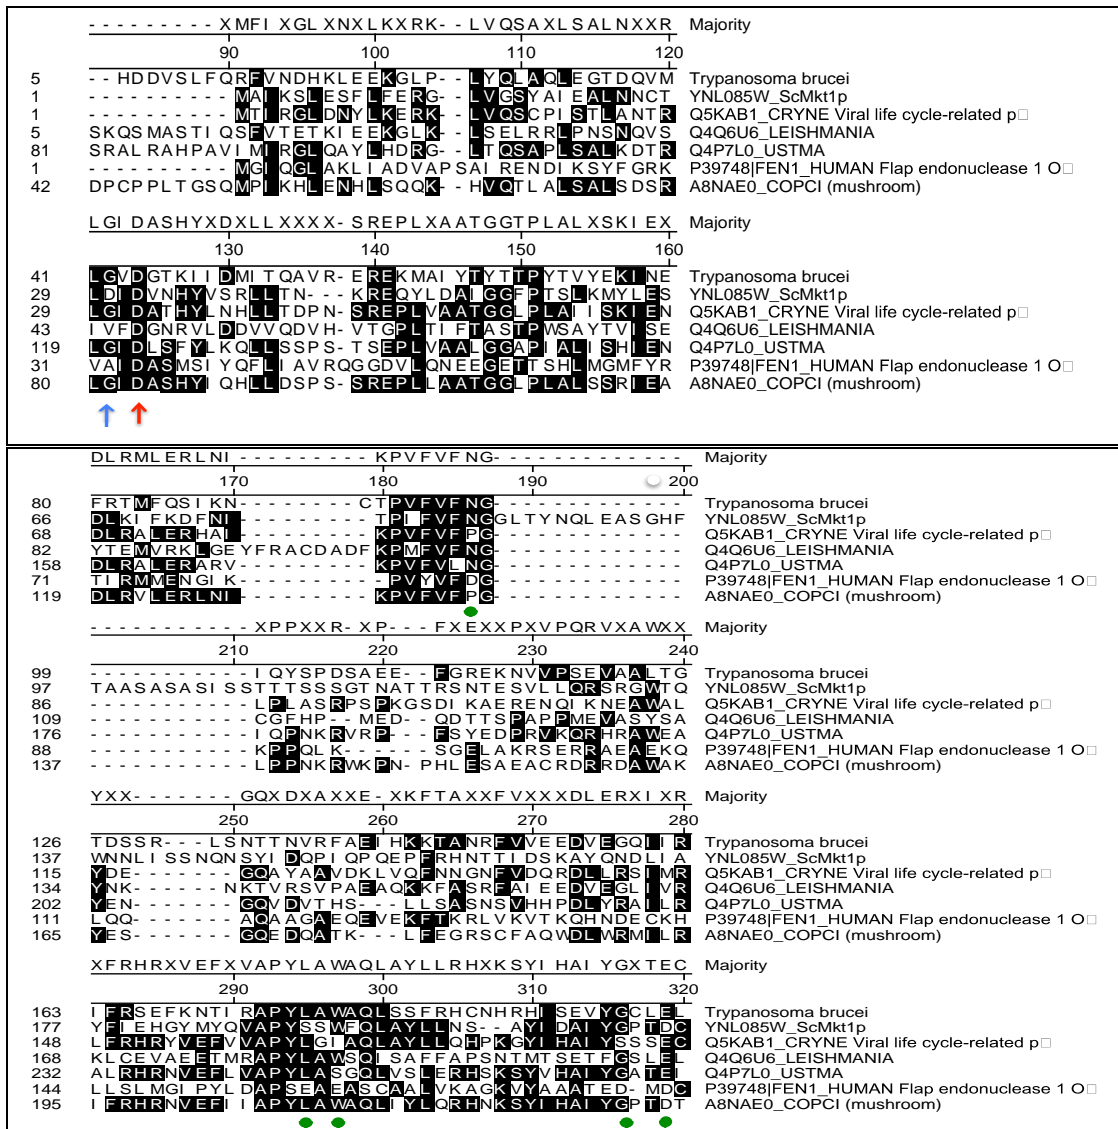 - - - - - - - - - X M F I X G L X N X L K X R K - - L V Q S A X L S A L N X X R Majority
90 100 110 120
5 - - H D D V S L F Q R F V N D H K L E E K G L P - - L Y Q L A Q L E G T D Q V M Trypanosoma brucei
1 - - - - - - - - - - M A I K S L E S F L F E R G - - L V G S Y A I E A L N N C T YNL085W_ScMkt1p
1 - - - - - - - - - - M T I R G L D N Y L K E R K - - L V Q S C P I S T L A N T R Q5KAB1_CRYNE Viral life cycle-related p□
5 S K Q S M A S T I Q S F V T E T K I E E K G L K - - L S E L R R L P N S N Q V S Q4Q6U6_LEISHMANIA
81 S R A L R A H P A V I M I R G L Q A Y L H D R G - - L T Q S A P L S A L K D T R Q4P7L0_USTMA
1 - - - - - - - - - - M G I Q G L A K L I A D V A P S A I R E N D I K S Y F G R K P39748|FEN1_HUMAN Flap endonuclease 1 O□
42 D P C P P L T G S Q M P I K H L E N H L S Q Q K - - H V Q T L A L S A L S D S R A8NAE0_COPCI (mushroom)
L G I D A S H Y X D X L L X X X X - S R E P L X A A T G G T P L A L X S K I E X Majority
130 140 150 160
41 L G V D G T K I I D M I T Q A V R - E R E K M A I Y T Y T T P Y T V Y E K I N E Trypanosoma brucei
29 L D I D V N H Y V S R L L T N - - - K R E Q Y L D A I G G F P T S L K M Y L E S YNL085W_ScMkt1p
29 L G I D A T H Y L N H L L T D P N - S R E P L V A A T G G L P L A I I S K I E N Q5KAB1_CRYNE Viral life cycle-related p□
43 I V F D G N R V L D D V V Q D V H - V T G P L T I F T A S T P W S A Y T V I S E Q4Q6U6_LEISHMANIA
119 L G I D L S F Y L K Q L L S S P S - T S E P L V A A L G G A P I A L I S H I E N Q4P7L0_USTMA
31 V A I D A S M S I Y Q F L I A V R Q G G D V L Q N E E G E T T S H L M G M F Y R P39748|FEN1_HUMAN Flap endonuclease 1 O□
80 L G I D A S H Y I Q H L L D S P S - S R E P L L A A T G G L P L A L S S R I E A A8NAE0_COPCI (mushroom)
D L R M L E R L N I - - - - - - - - - K P V F V F N G - - - - - - - - - - - - - Majority
170 180 190 200
80 F R T M F Q S I K N - - - - - - - - - C T P V F V F N G - - - - - - - - - - - - - Trypanosoma brucei
66 D L K I F K D F N I - - - - - - - - - T P I F V F N G G L T Y N Q L E A S G H F YNL085W_ScMkt1p
68 D L R A L E R H A I - - - - - - - - - K P V F V F P G - - - - - - - - - - - - - Q5KAB1_CRYNE Viral life cycle-related p□
82 Y T E M V R K L G E Y F R A C D A D F K P M F V F N G - - - - - - - - - - - - - Q4Q6U6_LEISHMANIA
158 D L R A L E R A R V - - - - - - - - - K P V F V L N G - - - - - - - - - - - - - Q4P7L0_USTMA
71 T I R M M E N G I K - - - - - - - - - P V Y V F D G - - - - - - - - - - - - - P39748|FEN1_HUMAN Flap endonuclease 1 O□
119 D L R V L E R L N I - - - - - - - - - K P V F V F P G - - - - - - - - - - - - - A8NAE0_COPCI (mushroom)
- - - - - - - - - - - X P P X X R - X P - - F X E X X P X V P Q R V X A W X X Majority
210 220 230 240
99 - - - - - - - - - - - I Q Y S P D S A E E - - F G R E K N V V P S E V A A L T G Trypanosoma brucei
97 T A A S A S A S I S S T T T S S S G T N A T T R S N T E S V L L Q R S R G W T Q YNL085W_ScMkt1p
86 - - - - - - - - - - - L P L A S R P S P K G S D I K A E R E N Q I K N E A W A L Q5KAB1_CRYNE Viral life cycle-related p□
109 - - - - - - - - - - - C G F H P - - M E D - - Q D T T S P A P P M E V A S Y S A Q4Q6U6_LEISHMANIA
176 - - - - - - - - - - - I Q P N K R V R P - - F S Y E D P R V K Q R H R A W E A Q4P7L0_USTMA
88 - - - - - - - - - - - K P P Q L K - - - - - S G E L A K R S E R R A E A E K Q P39748|FEN1_HUMAN Flap endonuclease 1 O□
137 - - - - - - - - - - - L P P N K R W K P N - P H L E S A E A C R D R R D A W A K A8NAE0_COPCI (mushroom)
Y X X - - - - - - - G Q X D X A X X E - X K F T A X X F V X X X D L E R X I X R Majority
250 260 270 280
126 T D S S R - - - L S N T T N V R F A E I H K K T A N R F V V E E D V E G Q I I R Trypanosoma brucei
137 W N N L I S S N Q N S Y I D Q P I Q P Q E P F R H N T T I D S K A Y Q N D L I A YNL085W_ScMkt1p
115 Y D E - - - - - - - G Q A Y A A V D K L V Q F N N G N F V D Q R D L L R S I M R Q5KAB1_CRYNE Viral life cycle-related p□
134 Y N K - - - - N K T V R S V P A E A Q K K F A S R F A I E E D V E G L I V R Q4Q6U6_LEISHMANIA
202 Y E N - - - - - - - G Q V D V T H S - - - L L S A S N S V H H P D L Y R A I L R Q4P7L0_USTMA
111 L Q Q - - - - - - - A Q A A G A E Q E V E K F T K R L V K V T K Q H N D E C K H P39748|FEN1_HUMAN Flap endonuclease 1 O□
165 Y E S - - - - - - - G Q E D Q A T K - - - L F E G R S C F A Q W D L W R M I L R A8NAE0_COPCI (mushroom)
X F R H R X V E F X V A P Y L A W A Q L A Y L L R H X K S Y I H A I Y G X T E C Majority
290 300 310 320
163 I F R S E F K N T I R A P Y L A W A Q L S S F R H C N H R H I S E V Y G C L E L Trypanosoma brucei
177 Y F I E H G Y M Y Q V A P Y S S W F Q L A Y L L N S - - A Y I D A I Y G P T D C YNL085W_ScMkt1p
148 L F R H R Y V E F V V A P Y L G I A Q L A Y L L Q H P K G Y I H A I Y S S S E C Q5KAB1_CRYNE Viral life cycle-related p□
168 K L C E V A E E T M R A P Y L A W S Q I S A F F A P S N T M T S E T F G S L E L Q4Q6U6_LEISHMANIA
232 A L R H R N V E F L V A P Y L A S G Q L V S L E R H S K S Y V H A I Y G A T E I Q4P7L0_USTMA
144 L L S L M G I P Y L D A P S E A E A S C A A L V K A G K V Y A A A T E D - M D C P39748|FEN1_HUMAN Flap endonuclease 1 O□
195 I F R H R N V E F I I A P Y L A W A Q L I Y L Q R H N K S Y I H A I Y G P T D T A8NAE0_COPCI (mushroom)